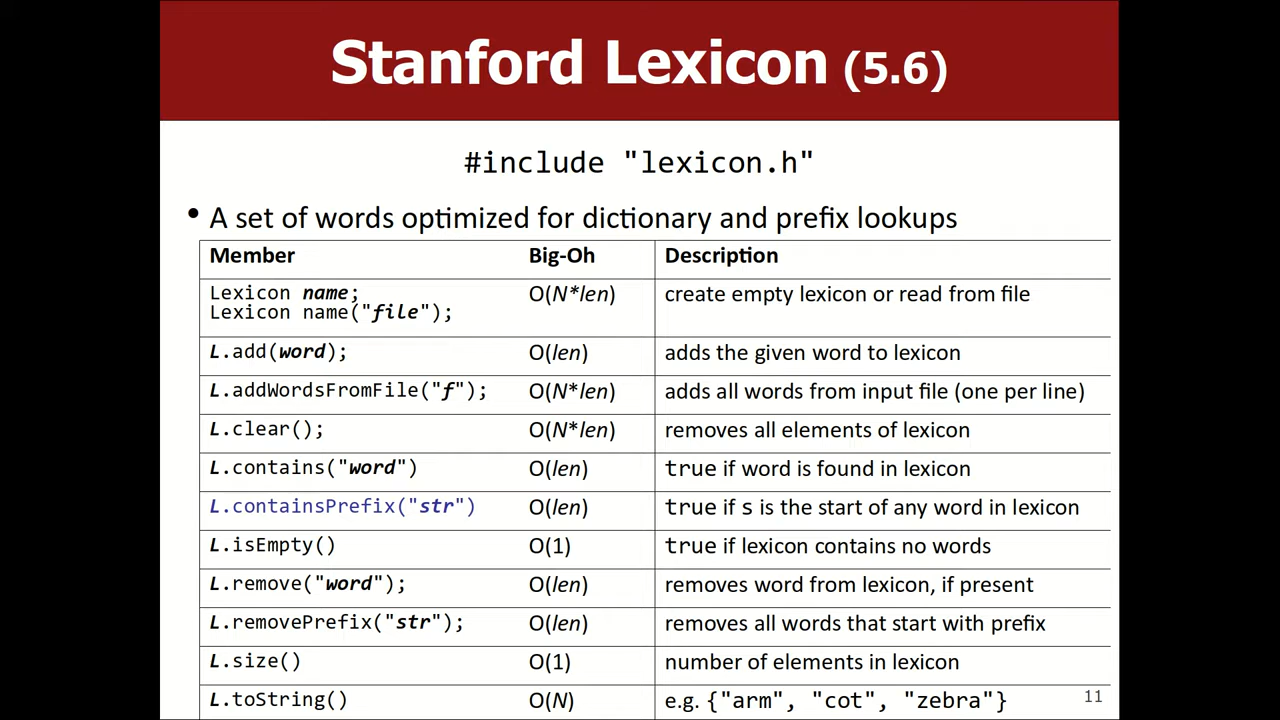 Stanford Lexicon (5.6)
#include "lexicon.h"
• A set of words optimized for dictionary and prefix lookups
Member Big-Oh Description
Lexicon name; O(N*len) create empty lexicon or read from file
Lexicon name("file");
L.add(word); O(len) adds the given word to lexicon
L.addWordsFromFile("f"); O(N*len) adds all words from input file (one per line)
L.clear(); O(N*len) removes all elements of lexicon
L.contains("word") O(len) true if word is found in lexicon
L.containsPrefix("str") O(len) true if s is the start of any word in lexicon
L.isEmpty() O(1) true if lexicon contains no words
L.remove("word"); O(len) removes word from lexicon, if present
L.removePrefix("str"); O(len) removes all words that start with prefix
L.size() O(1) number of elements in lexicon
L.toString() O(N) e.g. {"arm", "cot", "zebra"}
11